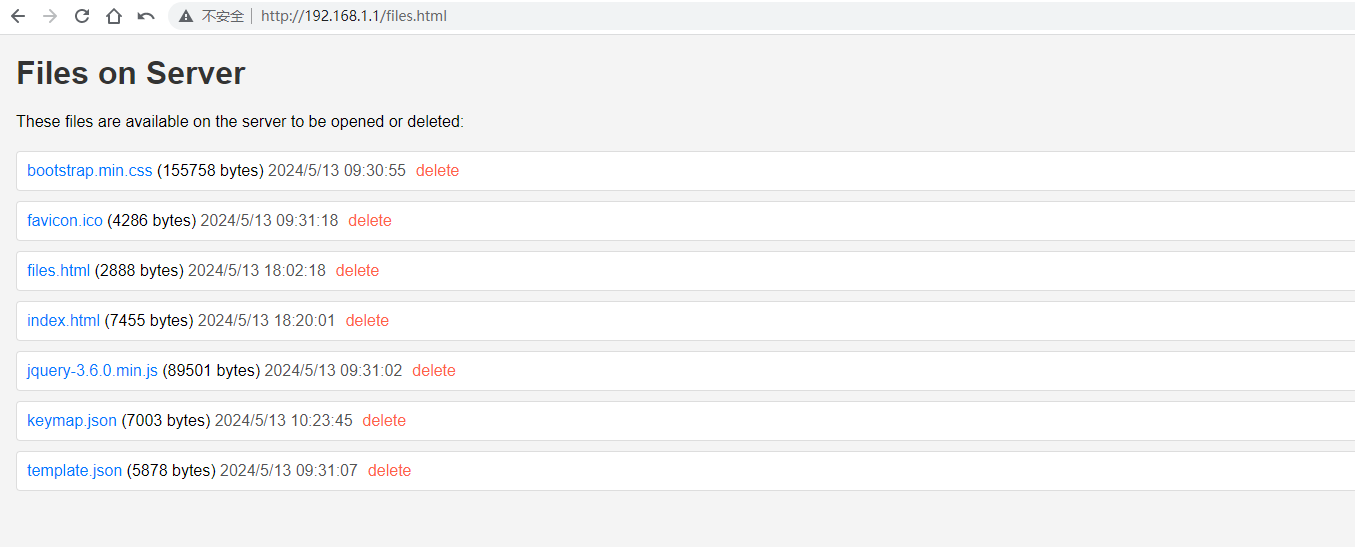 不安全 http://192.168.1.1/files.html
Files on Server
These files are available on the server to be opened or deleted:
bootstrap.min.css (155758 bytes) 2024/5/13 09:30:55 delete
favicon.ico (4286 bytes) 2024/5/13 09:31:18 delete
files.html (2888 bytes) 2024/5/13 18:02:18 delete
index.html (7455 bytes) 2024/5/13 18:20:01 delete
jquery-3.6.0.min.js (89501 bytes) 2024/5/13 09:31:02 delete
keymap.json (7003 bytes) 2024/5/13 10:23:45 delete
template.json (5878 bytes) 2024/5/13 09:31:07 delete